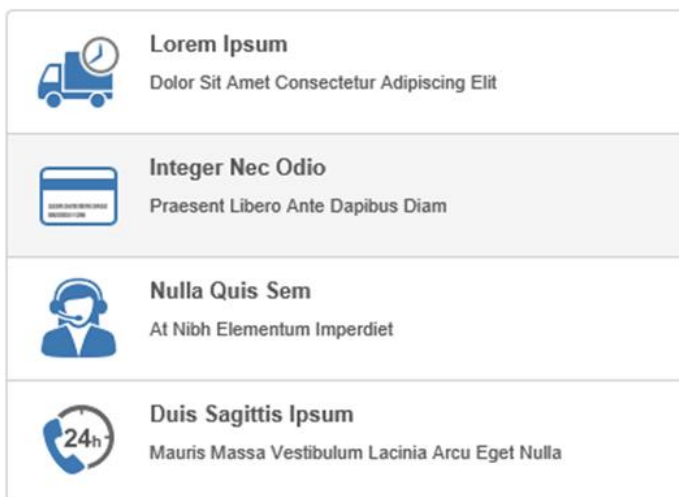 Lorem Ipsum
Dolor Sit Amet Consectetur Adipiscing Elit
Integer Nec Odio
Praesent Libero Ante Dapibus Diam
Nulla Quis Sem
At Nibh Elementum Imperdiet
24h
Duis Sagittis Ipsum
Mauris Massa Vestibulum Lacinia Arcu Eget Nulla